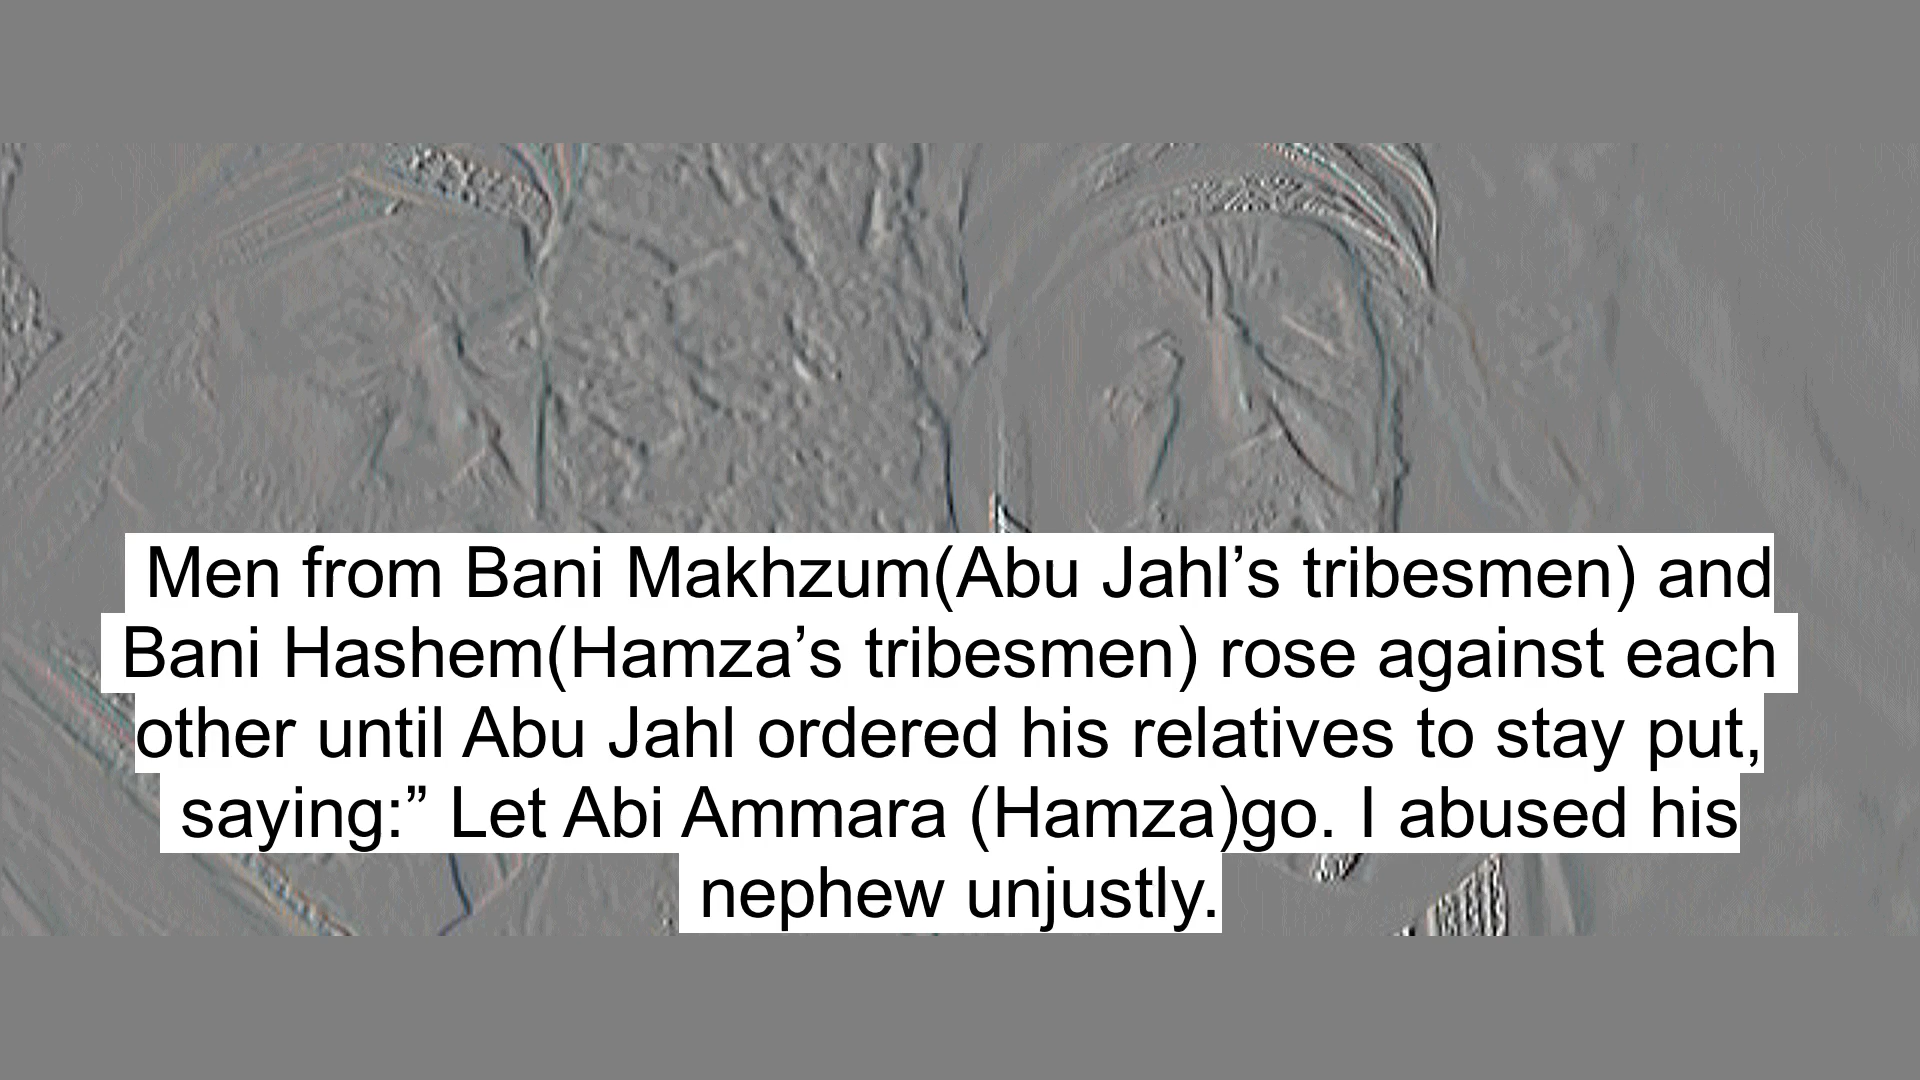 Men from Bani Makhzum(Abu Jahl’s tribesmen) and
Bani Hashem(Hamza’s tribesmen) rose against each
other until Abu Jahl ordered his relatives to stay put,
saying:” Let Abi Ammara (Hamza)go. I abused his
nephew unjustly.